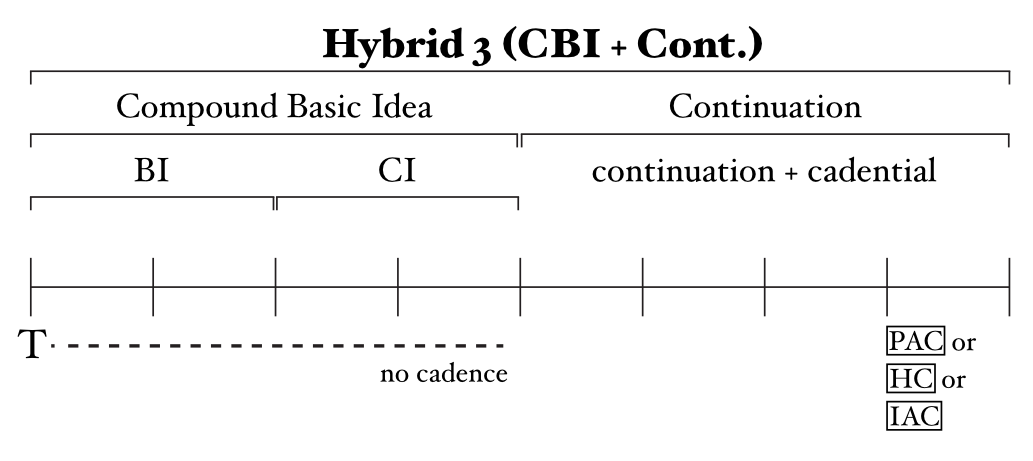 Hybrid 3 (CBI + Cont.)
Compound Basic Idea
Continuation
BI
CI
continuation + cadential
T
no cadence
PAC or
HC or
IAC